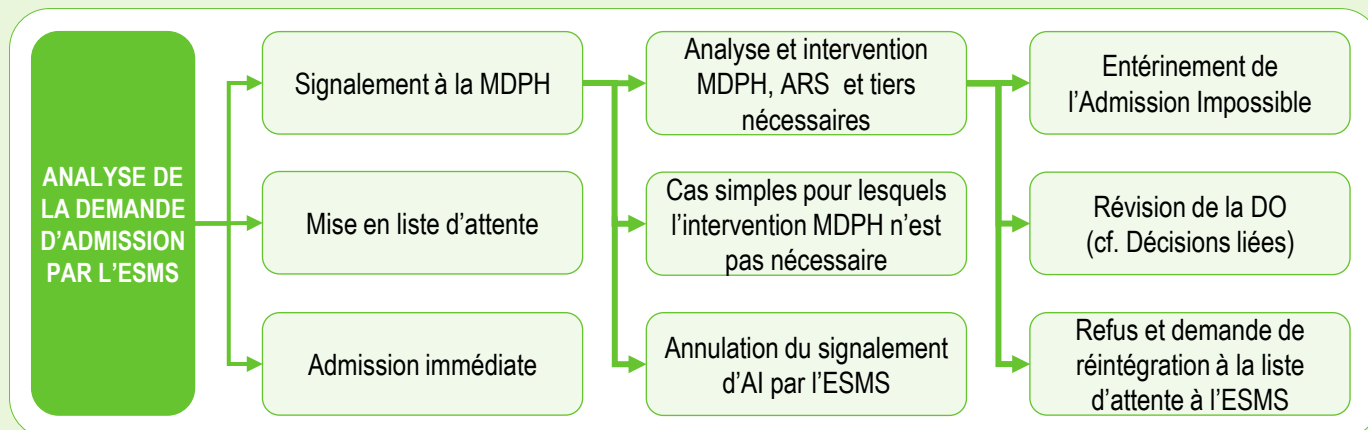 ANALYSE DE
LA DEMANDE
D'ADMISSION
PAR L'ESMS
Signalement à la MDPH
Mise en liste d'attente
Admission immédiate
Analyse et intervention
MDPH, ARS et tiers
nécessaires
Cas simples pour lesquels
l'intervention MDPH n'est
pas nécessaire
Annulation du signalement
d'AI par l'ESMS
Entérinement de
l'Admission Impossible
Révision de la DO
(cf. Décisions liées)
Refus et demande de
réintégration à la liste
d'attente à l'ESMS